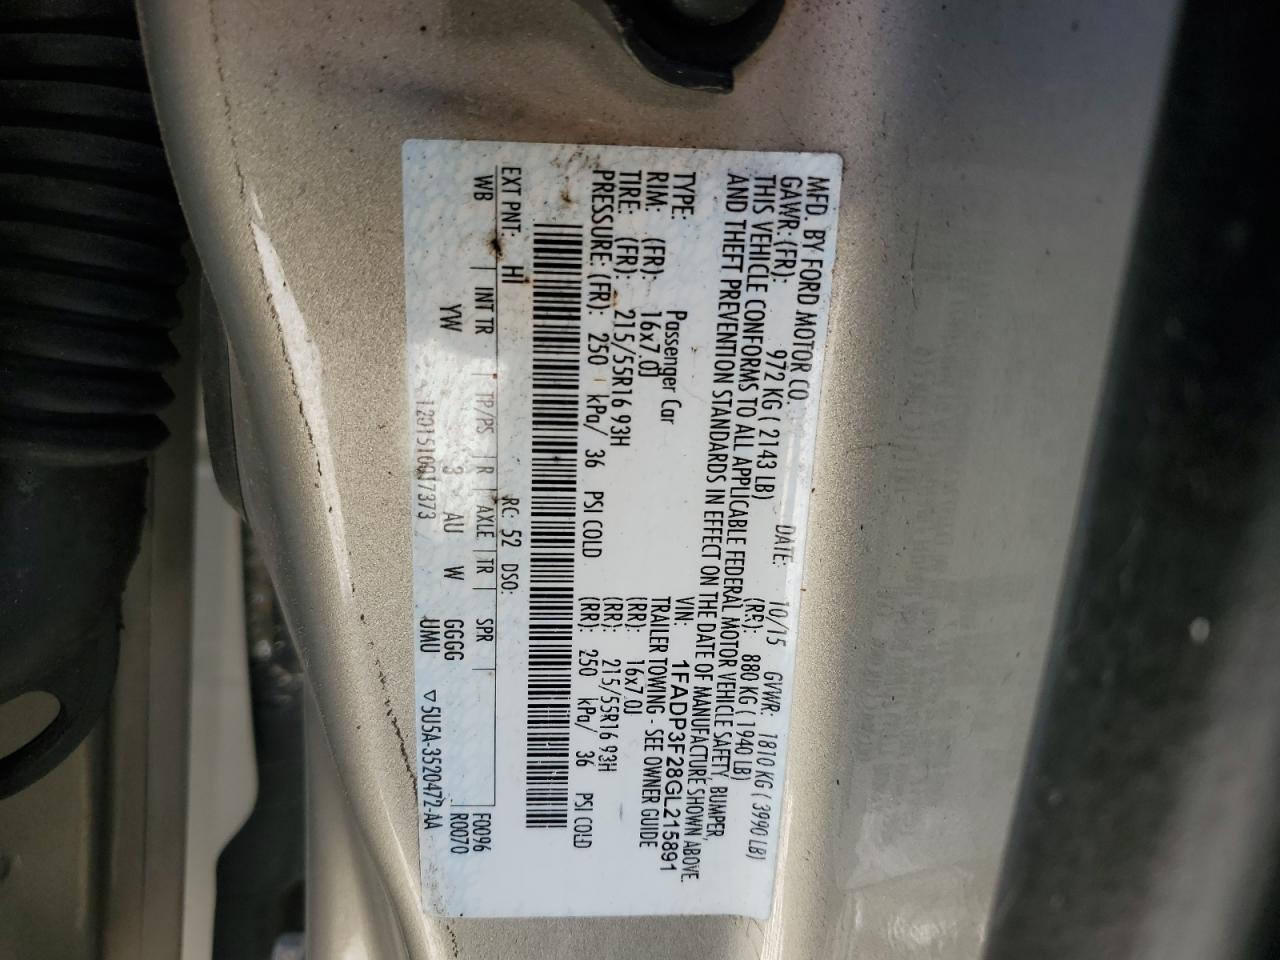 MFD. BY FORD MOTOR CO.
DATE: 10/15 GVWR: 1810 KG ( 3990 LB)
GAWR: (FR): 972 KG ( 2143 LB) (RR): 880 KG ( 1940 LB)
THIS VEHICLE CONFORMS TO ALL APPLICABLE FEDERAL MOTOR VEHICLE SAFETY, BUMPER,
AND THEFT PREVENTION STANDARDS IN EFFECT ON THE DATE OF MANUFACTURE SHOWN ABOVE.
VIN: 1FADP3F28GL215891
TYPE: Passenger Car TRAILER TOWING - SEE OWNER GUIDE
RIM: (FR): 16x7.0J (RR): 16x7.0J
TIRE: (FR): 215/55R16 93H (RR): 215/55R16 93H
PRESSURE: (FR): 250 kPa/ 36 PSI COLD (RR): 250 kPa/ 36 PSI COLD
EXT PNT: HI RC: 52 DSO: F0096
WB INT TR TP/PS R AXLE TR SPR R0070
YW 3 AU W GGGG
1201510017373 UMU ▽5U5A-3520472-AA